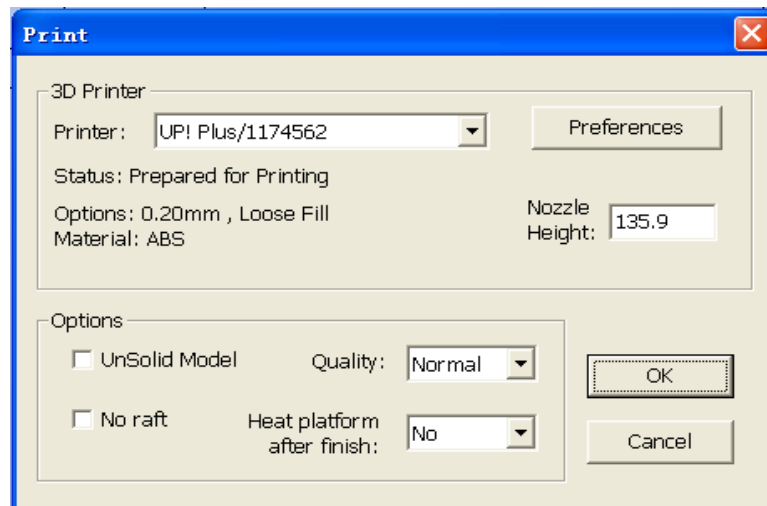 Print
3D Printer
Printer: UP! Plus/1174562
Preferences
Status: Prepared for Printing
Options: 0.20mm , Loose Fill
Material: ABS
Nozzle
Height: 135.9
Options
UnSolid Model
Quality: Normal
No raft
Heat platform
after finish: No
OK
Cancel